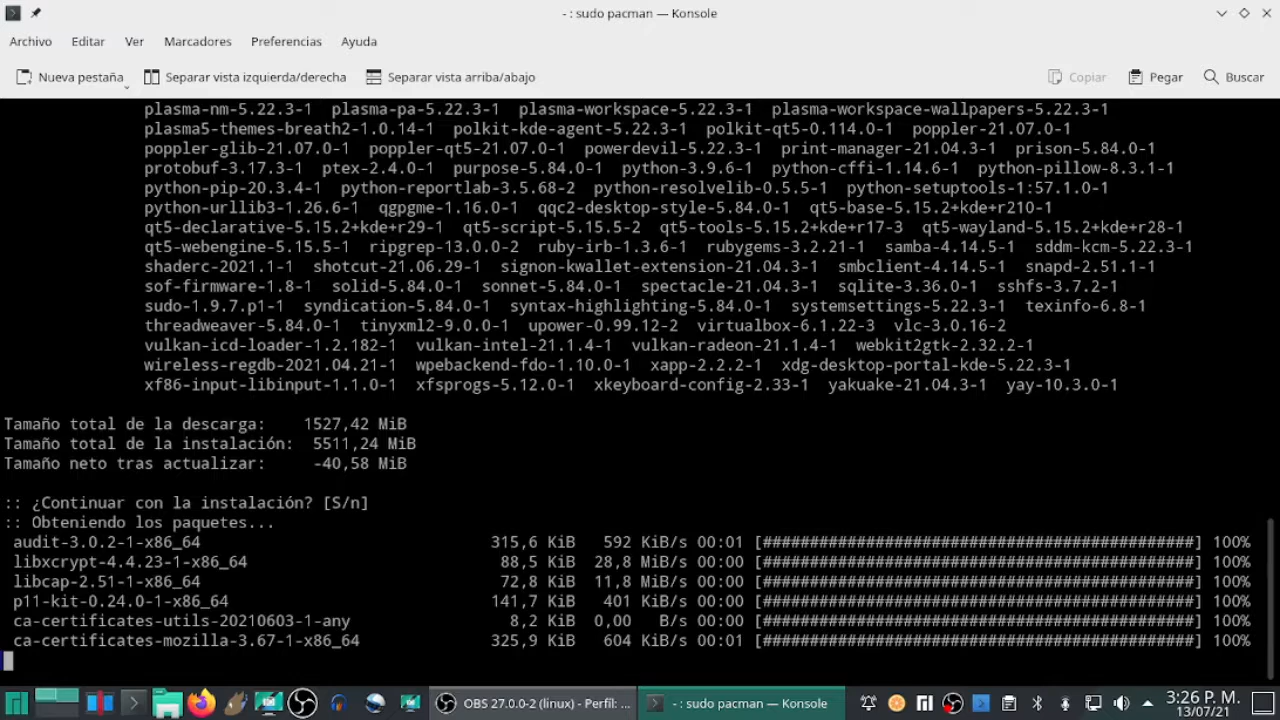 - : sudo pacman — Konsole
Archivo Editar Ver Marcadores Preferencias Ayuda
Nueva pestaña Separar vista izquierda/derecha Separar vista arriba/abajo Copiar Pegar Buscar
plasma-nm-5.22.3-1 plasma-pa-5.22.3-1 plasma-workspace-5.22.3-1 plasma-workspace-wallpapers-5.22.3-1
plasma5-themes-breath2-1.0.14-1 polkit-kde-agent-5.22.3-1 polkit-qt5-0.114.0-1 poppler-21.07.0-1
poppler-glib-21.07.0-1 poppler-qt5-21.07.0-1 powerdevil-5.22.3-1 print-manager-21.04.3-1 prison-5.84.0-1
protobuf-3.17.3-1 ptex-2.4.0-1 purpose-5.84.0-1 python-3.9.6-1 python-cffi-1.14.6-1 python-pillow-8.3.1-1
python-pip-20.3.4-1 python-reportlab-3.5.68-2 python-resolvelib-0.5.5-1 python-setuptools-1:57.1.0-1
python-urllib3-1.26.6-1 qgpgme-1.16.0-1 qqc2-desktop-style-5.84.0-1 qt5-base-5.15.2+kde+r210-1
qt5-declarative-5.15.2+kde+r29-1 qt5-script-5.15.5-2 qt5-tools-5.15.2+kde+r17-3 qt5-wayland-5.15.2+kde+r28-1
qt5-webengine-5.15.5-1 ripgrep-13.0.0-2 ruby-irb-1.3.6-1 rubygems-3.2.21-1 samba-4.14.5-1 sddm-kcm-5.22.3-1
shaderc-2021.1-1 shotcut-21.06.29-1 signon-kwallet-extension-21.04.3-1 smbclient-4.14.5-1 snapd-2.51.1-1
sof-firmware-1.8-1 solid-5.84.0-1 sonnet-5.84.0-1 spectacle-21.04.3-1 sqlite-3.36.0-1 sshfs-3.7.2-1
sudo-1.9.7.p1-1 syndication-5.84.0-1 syntax-highlighting-5.84.0-1 systemsettings-5.22.3-1 texinfo-6.8-1
threadweaver-5.84.0-1 tinyxml2-9.0.0-1 upower-0.99.12-2 virtualbox-6.1.22-3 vlc-3.0.16-2
vulkan-icd-loader-1.2.182-1 vulkan-intel-21.1.4-1 vulkan-radeon-21.1.4-1 webkit2gtk-2.32.2-1
wireless-regdb-2021.04.21-1 wpebackend-fdo-1.10.0-1 xapp-2.2.2-1 xdg-desktop-portal-kde-5.22.3-1
xf86-input-libinput-1.1.0-1 xfsprogs-5.12.0-1 xkeyboard-config-2.33-1 yakuake-21.04.3-1 yay-10.3.0-1
Tamaño total de la descarga: 1527,42 MiB
Tamaño total de la instalación: 5511,24 MiB
Tamaño neto tras actualizar: -40,58 MiB
:: ¿Continuar con la instalación? [S/n]
:: Obteniendo los paquetes...
audit-3.0.2-1-x86_64 315,6 KiB 592 KiB/s 00:01 [##############################################] 100%
libxcrypt-4.4.23-1-x86_64 88,5 KiB 28,8 MiB/s 00:00 [##############################################] 100%
libcap-2.51-1-x86_64 72,8 KiB 11,8 MiB/s 00:00 [##############################################] 100%
p11-kit-0.24.0-1-x86_64 141,7 KiB 401 KiB/s 00:00 [##############################################] 100%
ca-certificates-utils-20210603-1-any 8,2 KiB 0,00 B/s 00:00 [##############################################] 100%
ca-certificates-mozilla-3.67-1-x86_64 325,9 KiB 604 KiB/s 00:01 [##############################################] 100%
OBS 27.0.0-2 (linux) - Perfil: ... - : sudo pacman — Konsole 3:26 P. M.
13/07/21